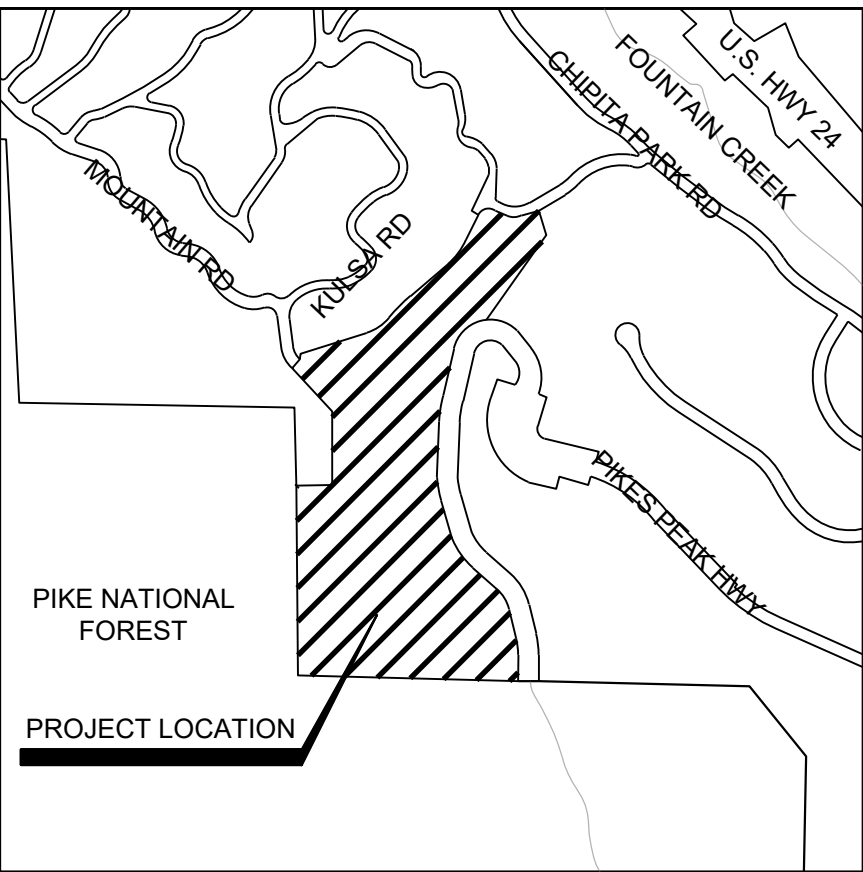 U.S. HWY 24
FOUNTAIN CREEK
CHIPITA PARK RD
MOUNTAIN RD
KULSA RD
PIKES PEAK HWY
PIKE NATIONAL
FOREST
PROJECT LOCATION